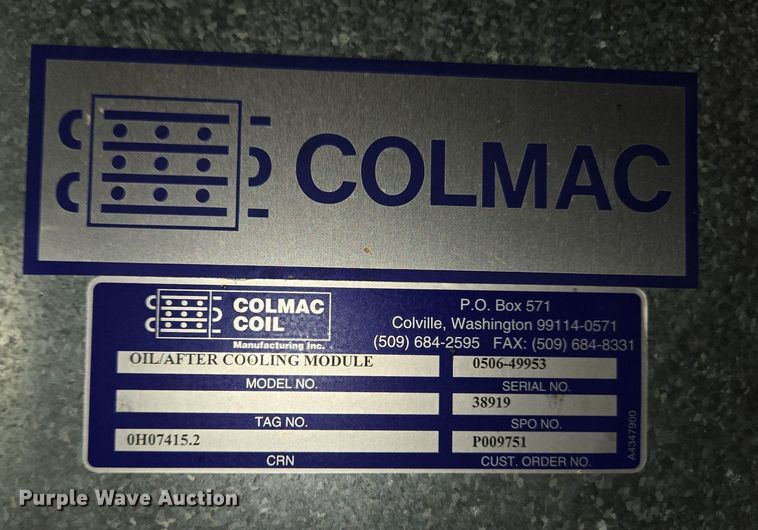 COLMAC
COLMAC
COIL
Manufacturing Inc.
P.O. Box 571
Colville, Washington 99114-0571
(509) 684-2595 FAX: (509) 684-8331
OIL/AFTER COOLING MODULE
0506-49953
MODEL NO.
SERIAL NO.
38919
TAG NO.
SPO NO.
0H07415.2
P009751
CRN
CUST. ORDER NO.
A4347900
Purple Wave Auction